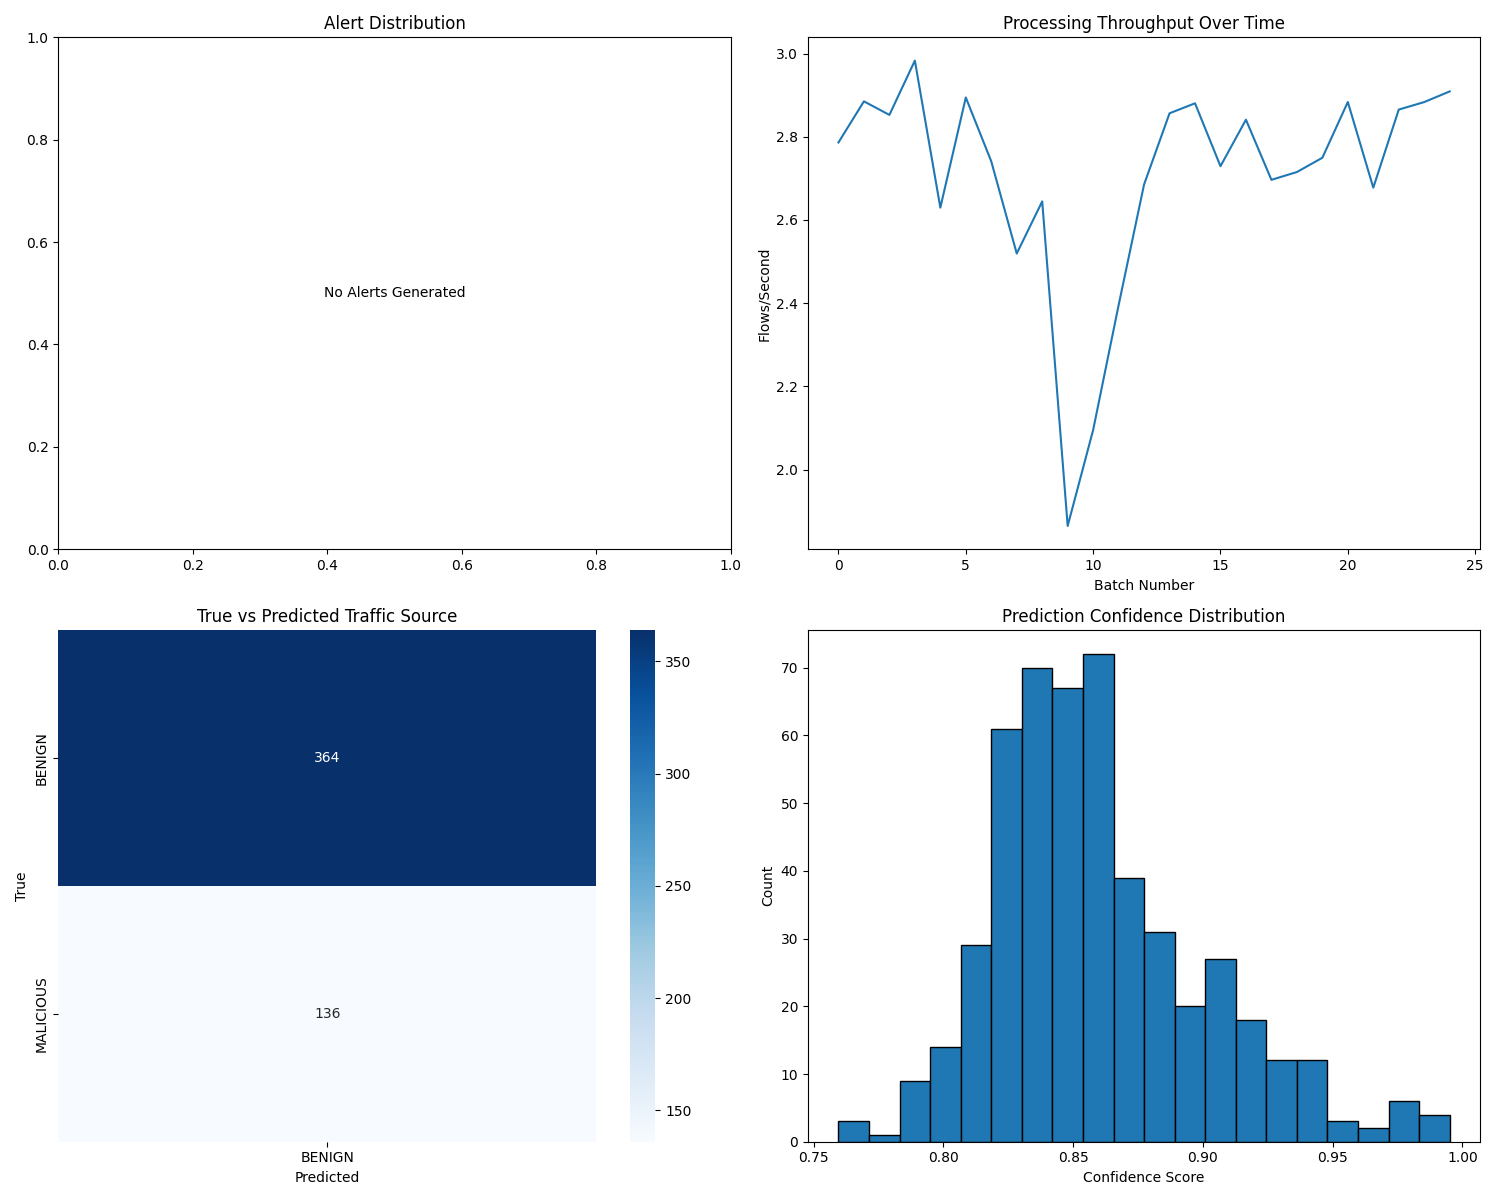 Alert Distribution
1.0
0.8
0.6
0.4
0.2
0.0
No Alerts Generated
0.0 0.2 0.4 0.6 0.8 1.0
Processing Throughput Over Time
Flows/Second
3.0
2.8
2.6
2.4
2.2
2.0
0 5 10 15 20 25
Batch Number
True vs Predicted Traffic Source
True
BENIGN
MALICIOUS
364
136
BENIGN
Predicted
350
300
250
200
150
Prediction Confidence Distribution
Count
70
60
50
40
30
20
10
0
0.75 0.80 0.85 0.90 0.95 1.00
Confidence Score